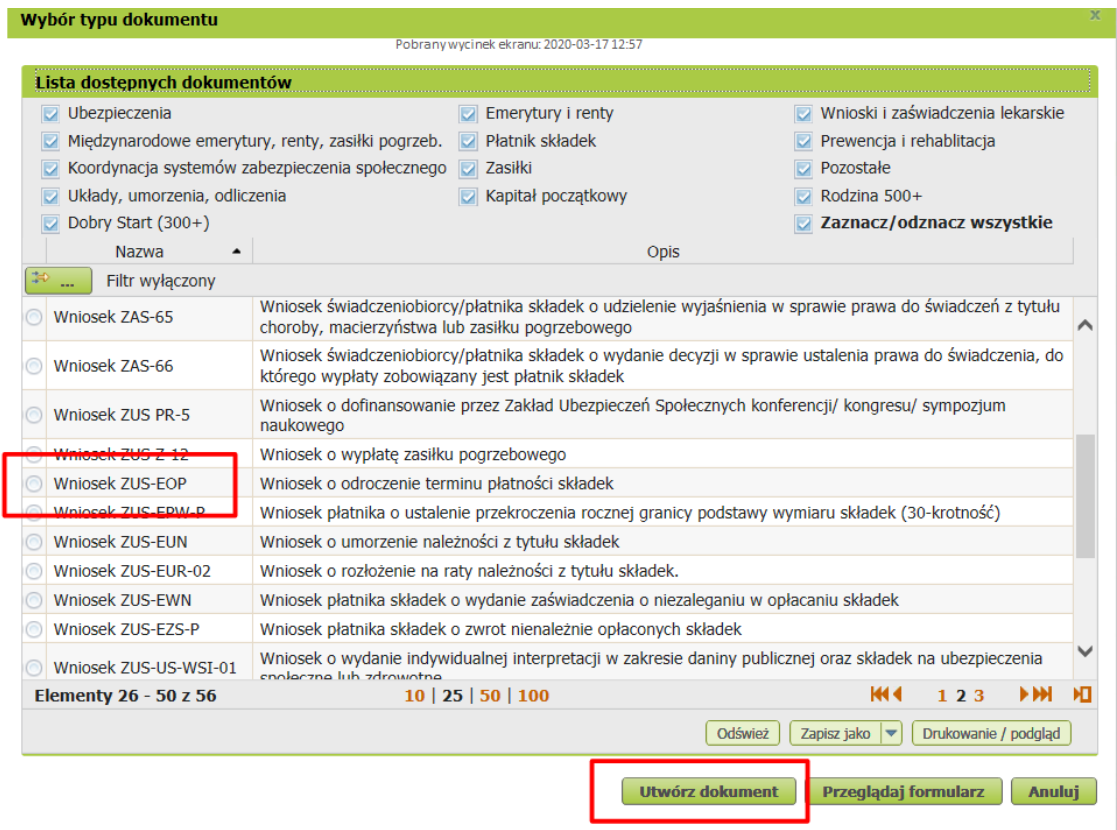 Wybór typu dokumentu
x
Pobrany wycinek ekranu: 2020-03-17 12:57
Lista dostępnych dokumentów
Ubezpieczenia Emerytury i renty Wnioski i zaświadczenia lekarskie
Międzynarodowe emerytury, renty, zasiłki pogrzeb. Płatnik składek Prewencja i rehablitacja
Koordynacja systemów zabezpieczenia społecznego Zasiłki Pozostałe
Układy, umorzenia, odliczenia Kapitał początkowy Rodzina 500+
Dobry Start (300+) Zaznacz/odznacz wszystkie
Nazwa Opis
... Filtr wyłączony
Wniosek ZAS-65 Wniosek świadczeniobiorcy/płatnika składek o udzielenie wyjaśnienia w sprawie prawa do świadczeń z tytułu
choroby, macierzyństwa lub zasiłku pogrzebowego
Wniosek ZAS-66 Wniosek świadczeniobiorcy/płatnika składek o wydanie decyzji w sprawie ustalenia prawa do świadczenia, do
którego wypłaty zobowiązany jest płatnik składek
Wniosek ZUS PR-5 Wniosek o dofinansowanie przez Zakład Ubezpieczeń Społecznych konferencji/ kongresu/ sympozjum
naukowego
Wniosek ZUS Z-12 Wniosek o wypłatę zasiłku pogrzebowego
Wniosek ZUS-EOP Wniosek o odroczenie terminu płatności składek
Wniosek ZUS-EPW-P Wniosek płatnika o ustalenie przekroczenia rocznej granicy podstawy wymiaru składek (30-krotność)
Wniosek ZUS-EUN Wniosek o umorzenie należności z tytułu składek
Wniosek ZUS-EUR-02 Wniosek o rozłożenie na raty należności z tytułu składek.
Wniosek ZUS-EWN Wniosek płatnika składek o wydanie zaświadczenia o niezaleganiu w opłacaniu składek
Wniosek ZUS-EZS-P Wniosek płatnika składek o zwrot nienależnie opłaconych składek
Wniosek ZUS-US-WSI-01 Wniosek o wydanie indywidualnej interpretacji w zakresie daniny publicznej oraz składek na ubezpieczenia
społeczne lub zdrowotne
Elementy 26 - 50 z 56 10 | 25 | 50 | 100 1 2 3
Odśwież Zapisz jako Drukowanie / podgląd
Utwórz dokument Przeglądaj formularz Anuluj